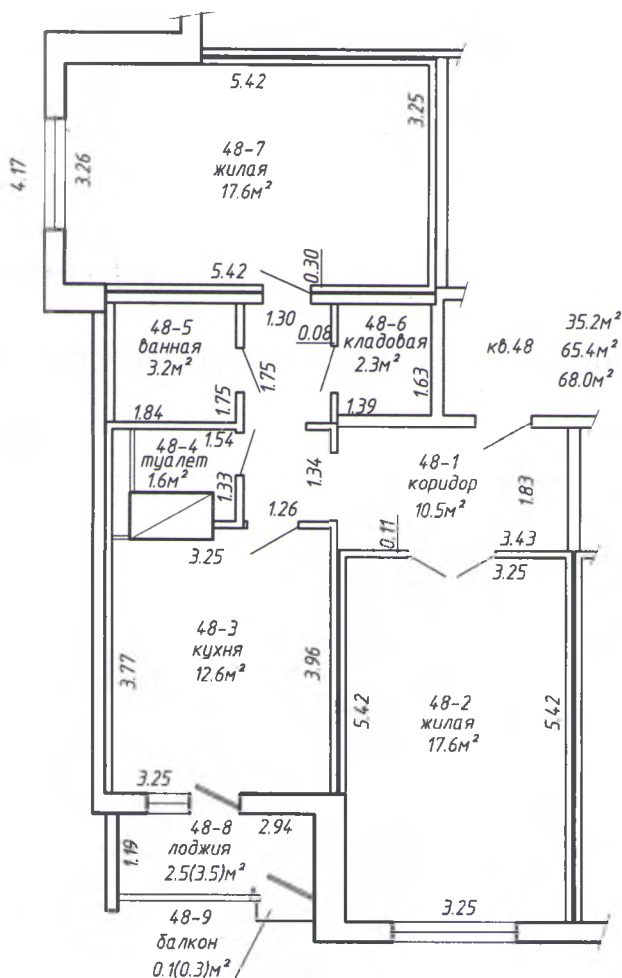 5.42
3.25
4.17
3.26
48-7
жилая
17.6м²
5.42
0.30
1.30
0.08
48-5
ванная
3.2м²
1.75
1.75
1.84
48-6
кладовая
2.3м²
1.63
1.39
кв.48
35.2м²
65.4м²
68.0м²
48-4
1.54
туалет
1.6м²
1.33
1.34
1.26
48-1
коридор
10.5м²
1.83
0.11
3.43
3.25
3.25
48-3
кухня
12.6м²
3.77
3.96
5.42
48-2
жилая
17.6м²
5.42
3.25
48-8
2.94
лоджия
2.5(3.5)м²
1.19
3.25
48-9
балкон
0.1(0.3)м²